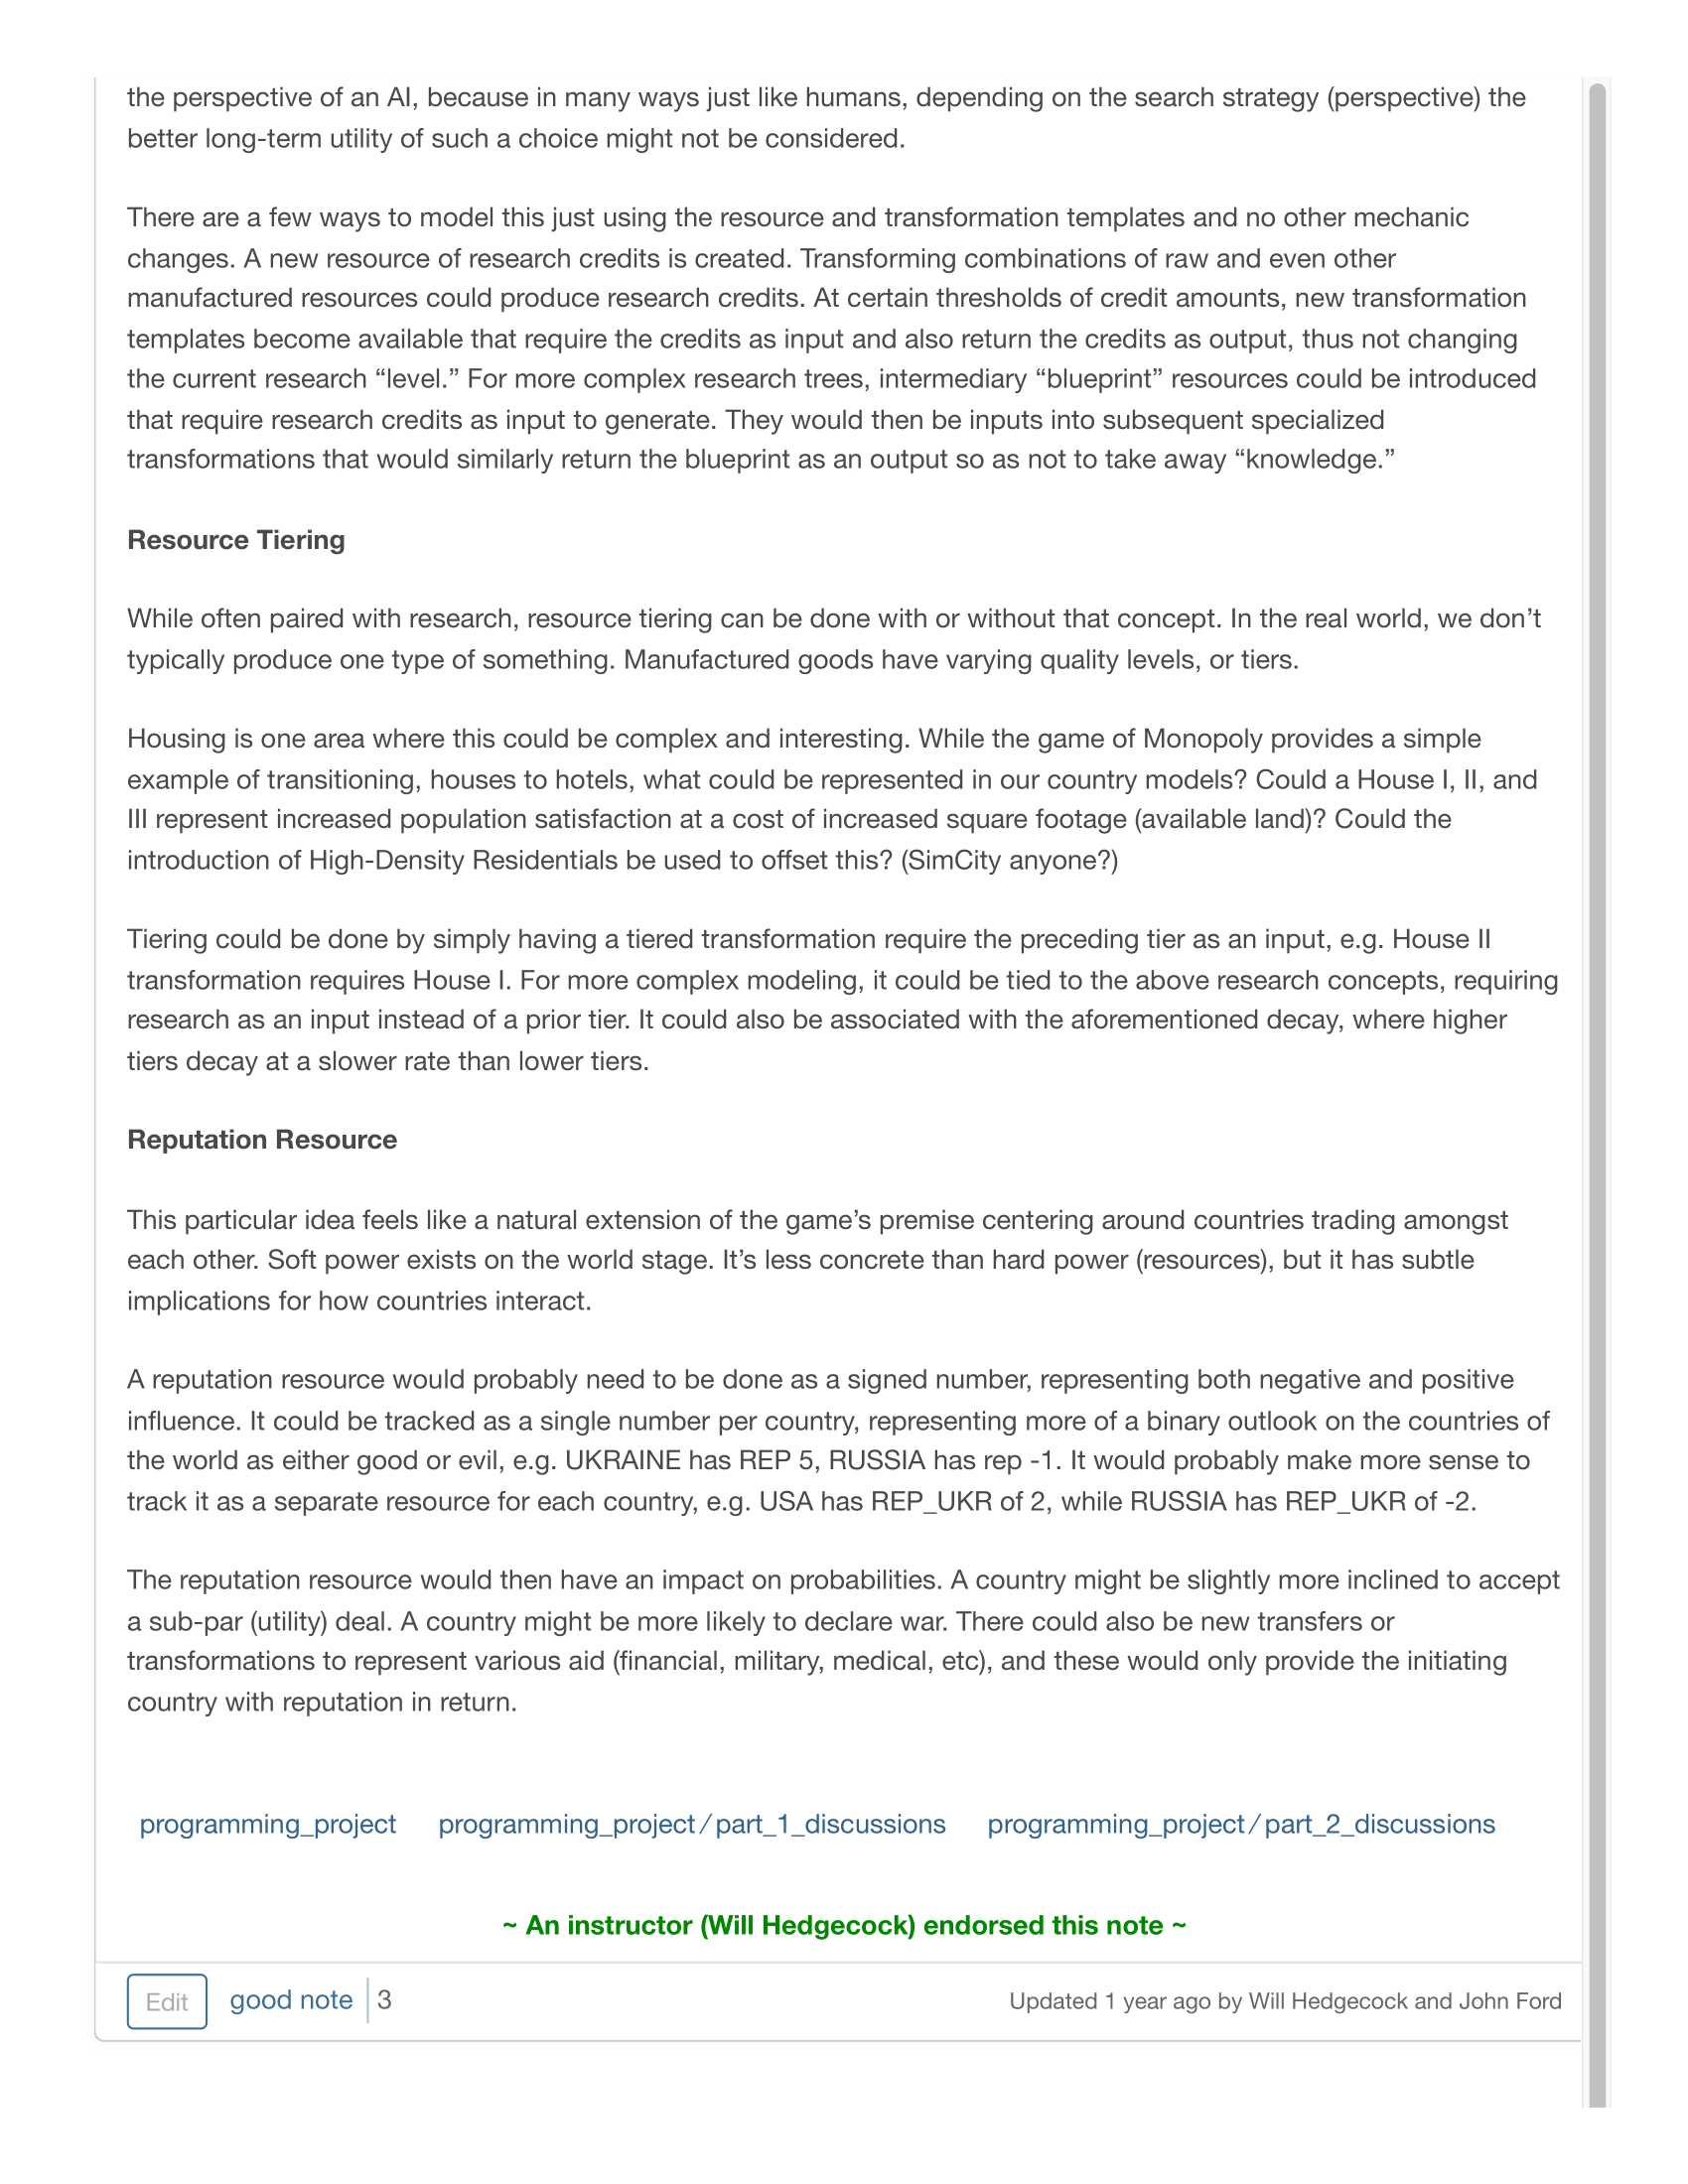 the perspective of an AI, because in many ways just like humans, depending on the search strategy (perspective) the
better long-term utility of such a choice might not be considered.
There are a few ways to model this just using the resource and transformation templates and no other mechanic
changes. A new resource of research credits is created. Transforming combinations of raw and even other
manufactured resources could produce research credits. At certain thresholds of credit amounts, new transformation
templates become available that require the credits as input and also return the credits as output, thus not changing
the current research “level.” For more complex research trees, intermediary “blueprint” resources could be introduced
that require research credits as input to generate. They would then be inputs into subsequent specialized
transformations that would similarly return the blueprint as an output so as not to take away “knowledge.”
Resource Tiering
While often paired with research, resource tiering can be done with or without that concept. In the real world, we don’t
typically produce one type of something. Manufactured goods have varying quality levels, or tiers.
Housing is one area where this could be complex and interesting. While the game of Monopoly provides a simple
example of transitioning, houses to hotels, what could be represented in our country models? Could a House I, II, and
III represent increased population satisfaction at a cost of increased square footage (available land)? Could the
introduction of High-Density Residentials be used to offset this? (SimCity anyone?)
Tiering could be done by simply having a tiered transformation require the preceding tier as an input, e.g. House II
transformation requires House I. For more complex modeling, it could be tied to the above research concepts, requiring
research as an input instead of a prior tier. It could also be associated with the aforementioned decay, where higher
tiers decay at a slower rate than lower tiers.
Reputation Resource
This particular idea feels like a natural extension of the game’s premise centering around countries trading amongst
each other. Soft power exists on the world stage. It’s less concrete than hard power (resources), but it has subtle
implications for how countries interact.
A reputation resource would probably need to be done as a signed number, representing both negative and positive
influence. It could be tracked as a single number per country, representing more of a binary outlook on the countries of
the world as either good or evil, e.g. UKRAINE has REP 5, RUSSIA has rep -1. It would probably make more sense to
track it as a separate resource for each country, e.g. USA has REP_UKR of 2, while RUSSIA has REP_UKR of -2.
The reputation resource would then have an impact on probabilities. A country might be slightly more inclined to accept
a sub-par (utility) deal. A country might be more likely to declare war. There could also be new transfers or
transformations to represent various aid (financial, military, medical, etc), and these would only provide the initiating
country with reputation in return.
programming_project programming_project/part_1_discussions programming_project/part_2_discussions
~ An instructor (Will Hedgecock) endorsed this note ~
Edit good note 3 Updated 1 year ago by Will Hedgecock and John Ford